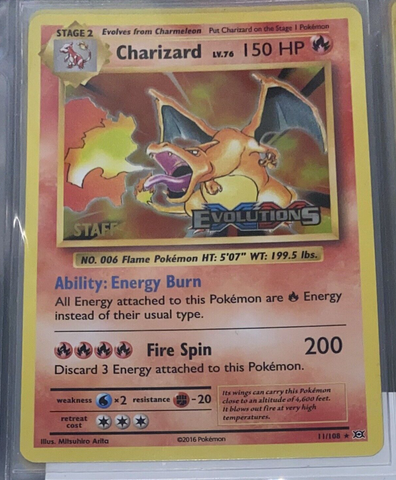 STAGE 2 Evolves from Charmeleon Put Charizard on the Stage 1 Pokémon
Charizard LV.76 150 HP
STAFF
EVOLUTIONS
NO. 006 Flame Pokémon HT: 5'07" WT: 199.5 lbs.
Ability: Energy Burn
All Energy attached to this Pokémon are Energy
instead of their usual type.
Fire Spin 200
Discard 3 Energy attached to this Pokémon.
weakness ×2 resistance -20
retreat
cost
Its wings can carry this Pokémon
close to an altitude of 4,600 feet.
It blows out fire at very high
temperatures.
Illus. Mitsuhiro Arita ©2016 Pokémon 11/108 ★